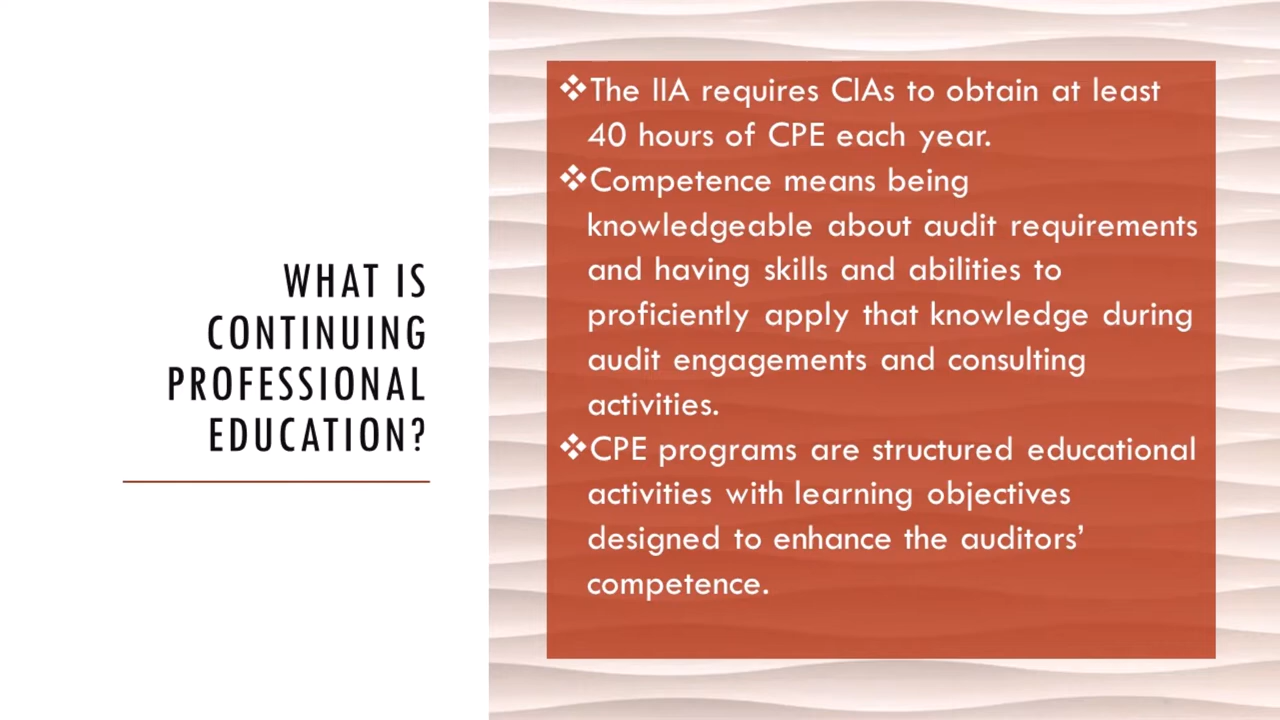 WHAT IS
CONTINUING
PROFESSIONAL
EDUCATION?
❖The IIA requires CIAs to obtain at least
40 hours of CPE each year.
❖Competence means being
knowledgeable about audit requirements
and having skills and abilities to
proficiently apply that knowledge during
audit engagements and consulting
activities.
❖CPE programs are structured educational
activities with learning objectives
designed to enhance the auditors’
competence.